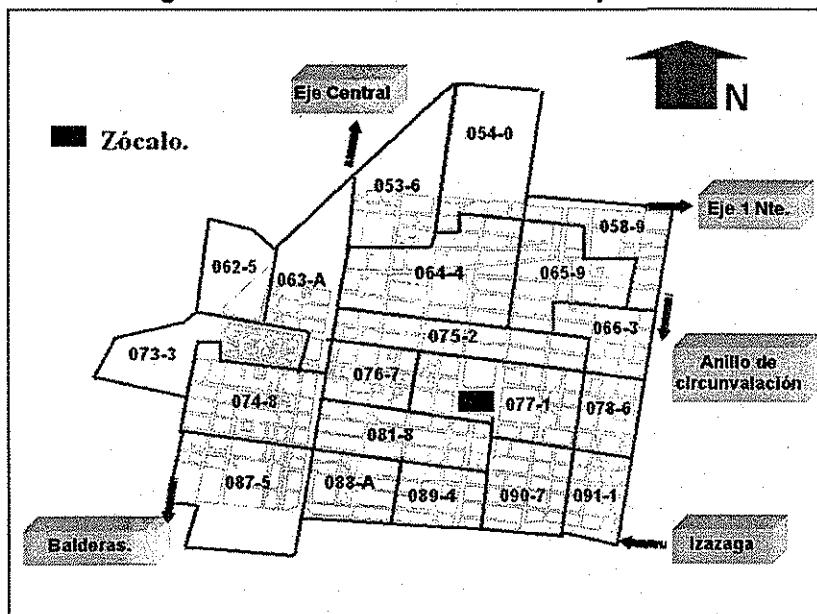 Eje Central
N
054-0
Zócalo.
053-6
Eje 1 Nte.
058-9
062-5
063-A
064-4
065-9
066-3
075-2
073-3
Anillo de
circunvalación
076-7
077-1
078-6
074-8
081-8
087-5
088-A
089-4
090-7
091-1
Balderas.
Izazaga